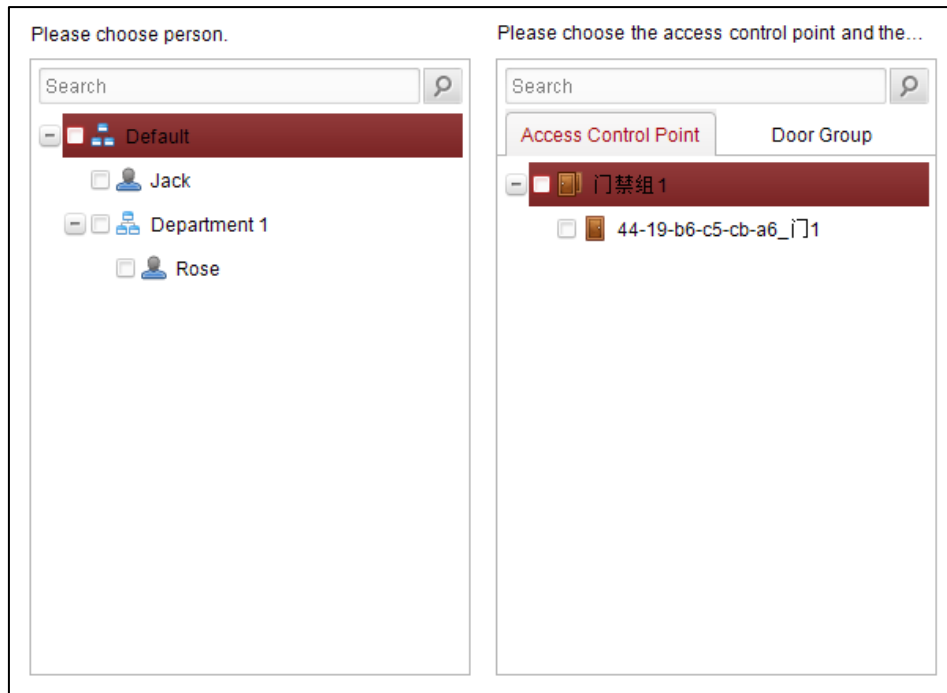 Please choose person.
Search
Default
Jack
Department 1
Rose
Please choose the access control point and the...
Search
Access Control Point
Door Group
门禁组1
44-19-b6-c5-cb-a6_门1